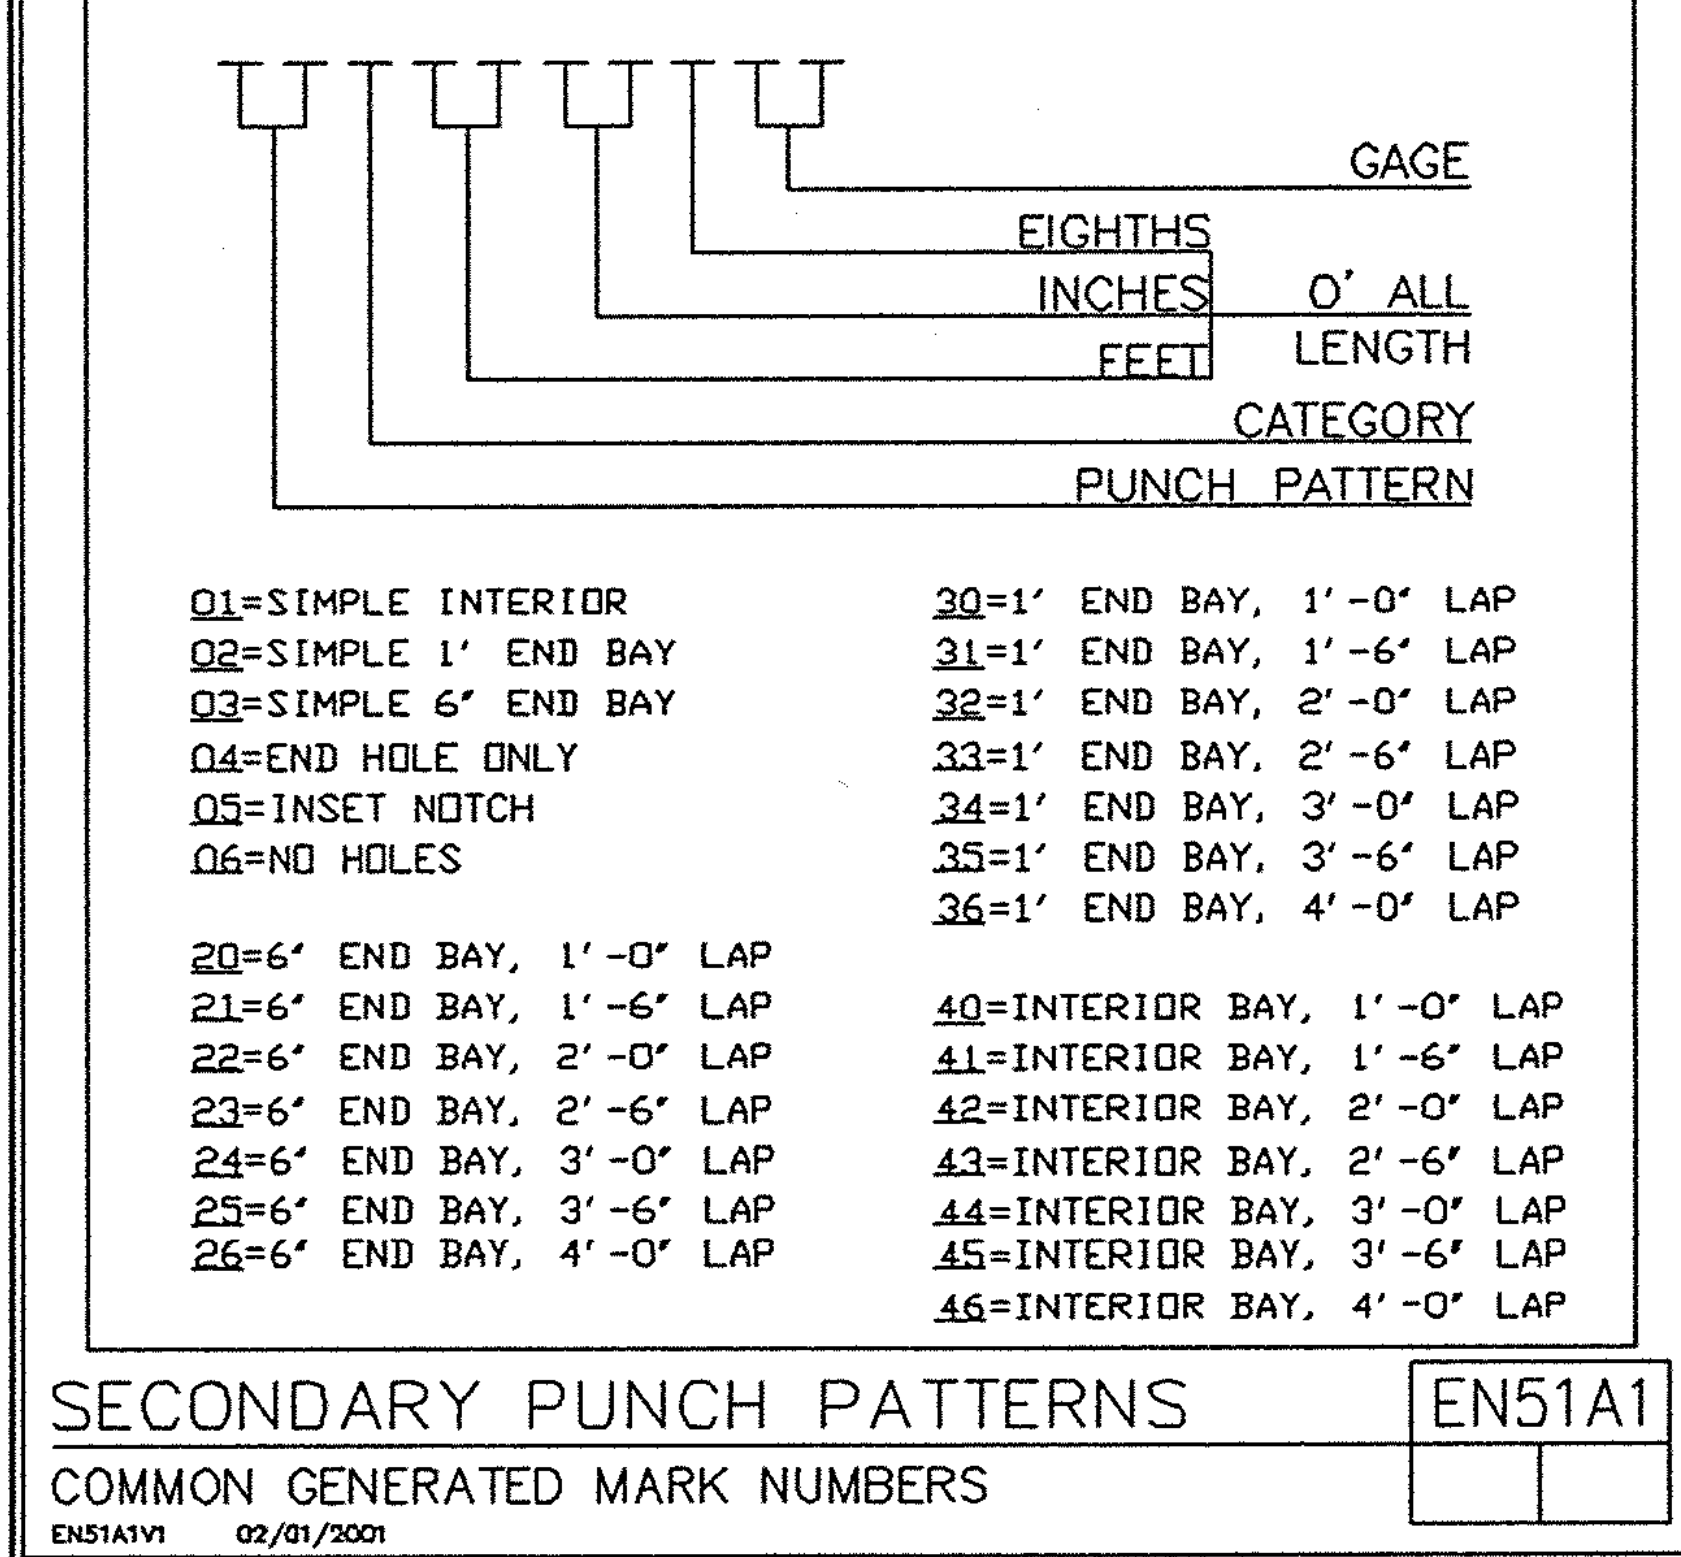 GAGE
EIGHTHS
INCHES O' ALL
FEET LENGTH
CATEGORY
PUNCH PATTERN
01=SIMPLE INTERIOR
02=SIMPLE 1' END BAY
03=SIMPLE 6" END BAY
04=END HOLE ONLY
05=INSET NOTCH
06=NO HOLES
20=6" END BAY, 1'-0" LAP
21=6" END BAY, 1'-6" LAP
22=6" END BAY, 2'-0" LAP
23=6" END BAY, 2'-6" LAP
24=6" END BAY, 3'-0" LAP
25=6" END BAY, 3'-6" LAP
26=6" END BAY, 4'-0" LAP
30=1' END BAY, 1'-0" LAP
31=1' END BAY, 1'-6" LAP
32=1' END BAY, 2'-0" LAP
33=1' END BAY, 2'-6" LAP
34=1' END BAY, 3'-0" LAP
35=1' END BAY, 3'-6" LAP
36=1' END BAY, 4'-0" LAP
40=INTERIOR BAY, 1'-0" LAP
41=INTERIOR BAY, 1'-6" LAP
42=INTERIOR BAY, 2'-0" LAP
43=INTERIOR BAY, 2'-6" LAP
44=INTERIOR BAY, 3'-0" LAP
45=INTERIOR BAY, 3'-6" LAP
46=INTERIOR BAY, 4'-0" LAP
SECONDARY PUNCH PATTERNS
EN51A1
COMMON GENERATED MARK NUMBERS
EN51A1V1 02/01/2001